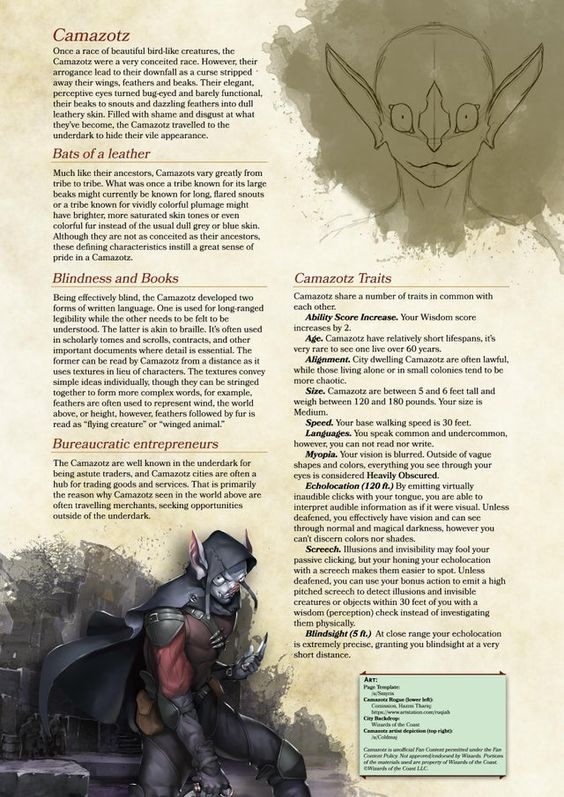 Camazotz
Once a race of beautiful bird-like creatures, the
Camazotz were a very conceited race. However, their
arrogance lead to their downfall as a curse stripped
away their wings, feathers and beaks. Their elegant,
perceptive eyes turned bug-eyed and barely functional,
their beaks to snouts and dazzling feathers into dull
leathery skin. Filled with shame and disgust at what
they've become, the Camazotz travelled to the
underdark to hide their vile appearance.
Bats of a leather
Much like their ancestors, Camazots vary greatly from
tribe to tribe. What was once a tribe known for its large
beaks might currently be known for long, flared snouts
or a tribe known for vividly colorful plumage might
have brighter, more saturated skin tones or even
colorful fur instead of the usual dull grey or blue skin.
Although they are not as conceited as their ancestors,
these defining characteristics instill a great sense of
pride in a Camazotz.
Blindness and Books
Being effectively blind, the Camazotz developed two
forms of written language. One is used for long-ranged
legibility while the other needs to be felt to be
understood. The latter is akin to braille. It's often used
in scholarly tomes and scrolls, contracts, and other
important documents where detail is essential. The
former can be read by Camazotz from a distance as it
uses textures in lieu of characters. The textures convey
simple ideas individually, though they can be stringed
together to form more complex words, for example,
feathers are often used to represent wind, the world
above, or height, however, feathers followed by fur is
read as "flying creature" or "winged animal."
Bureaucratic entrepreneurs
The Camazotz are well known in the underdark for
being astute traders, and Camazotz cities are often a
hub for trading goods and services. That is primarily
the reason why Camazotz seen in the world above are
often travelling merchants, seeking opportunities
outside of the underdark.
Camazotz Traits
Camazotz share a number of traits in common with
each other.
Ability Score Increase. Your Wisdom score
increases by 2.
Age. Camazotz have relatively short lifespans, it's
very rare to see one live over 60 years.
Alignment. City dwelling Camazotz are often lawful,
while those living alone or in small colonies tend to be
more chaotic.
Size. Camazotz are between 5 and 6 feet tall and
weigh between 120 and 180 pounds. Your size is
Medium.
Speed. Your base walking speed is 30 feet.
Languages. You speak common and undercommon,
however, you can not read nor write.
Myopia. Your vision is blurred. Outside of vague
shapes and colors, everything you see through your
eyes is considered Heavily Obscured.
Echolocation (120 ft.) By emitting virtually
inaudible clicks with your tongue, you are able to
interpret audible information as if it were visual. Unless
deafened, you effectively have vision and can see
through normal and magical darkness, however you
can't discern colors nor shades.
Screech. Illusions and invisibility may fool your
passive clicking, but your honing your echolocation
with a screech makes them easier to spot. Unless
deafened, you can use your bonus action to emit a high
pitched screech to detect illusions and invisible
creatures or objects within 30 feet of you with a
wisdom (perception) check instead of investigating
them physically.
Blindsight (5 ft.) At close range your echolocation
is extremely precise, granting you blindsight at a very
short distance.
Art:
Page Template:
/u/Smyris
Camazotz Rogue (lower left):
Comission, Hazmi Thariq
https://www.artstation.com/ruqiah
City Backdrop:
Wizards of the Coast
Camazotz artist depiction (top right):
/u/Coldmaj
Camazotz is unofficial Fan Content permitted under the Fan
Content Policy. Not approved/endorsed by Wizards. Portions
of the materials used are property of Wizards of the Coast.
©Wizards of the Coast LLC.